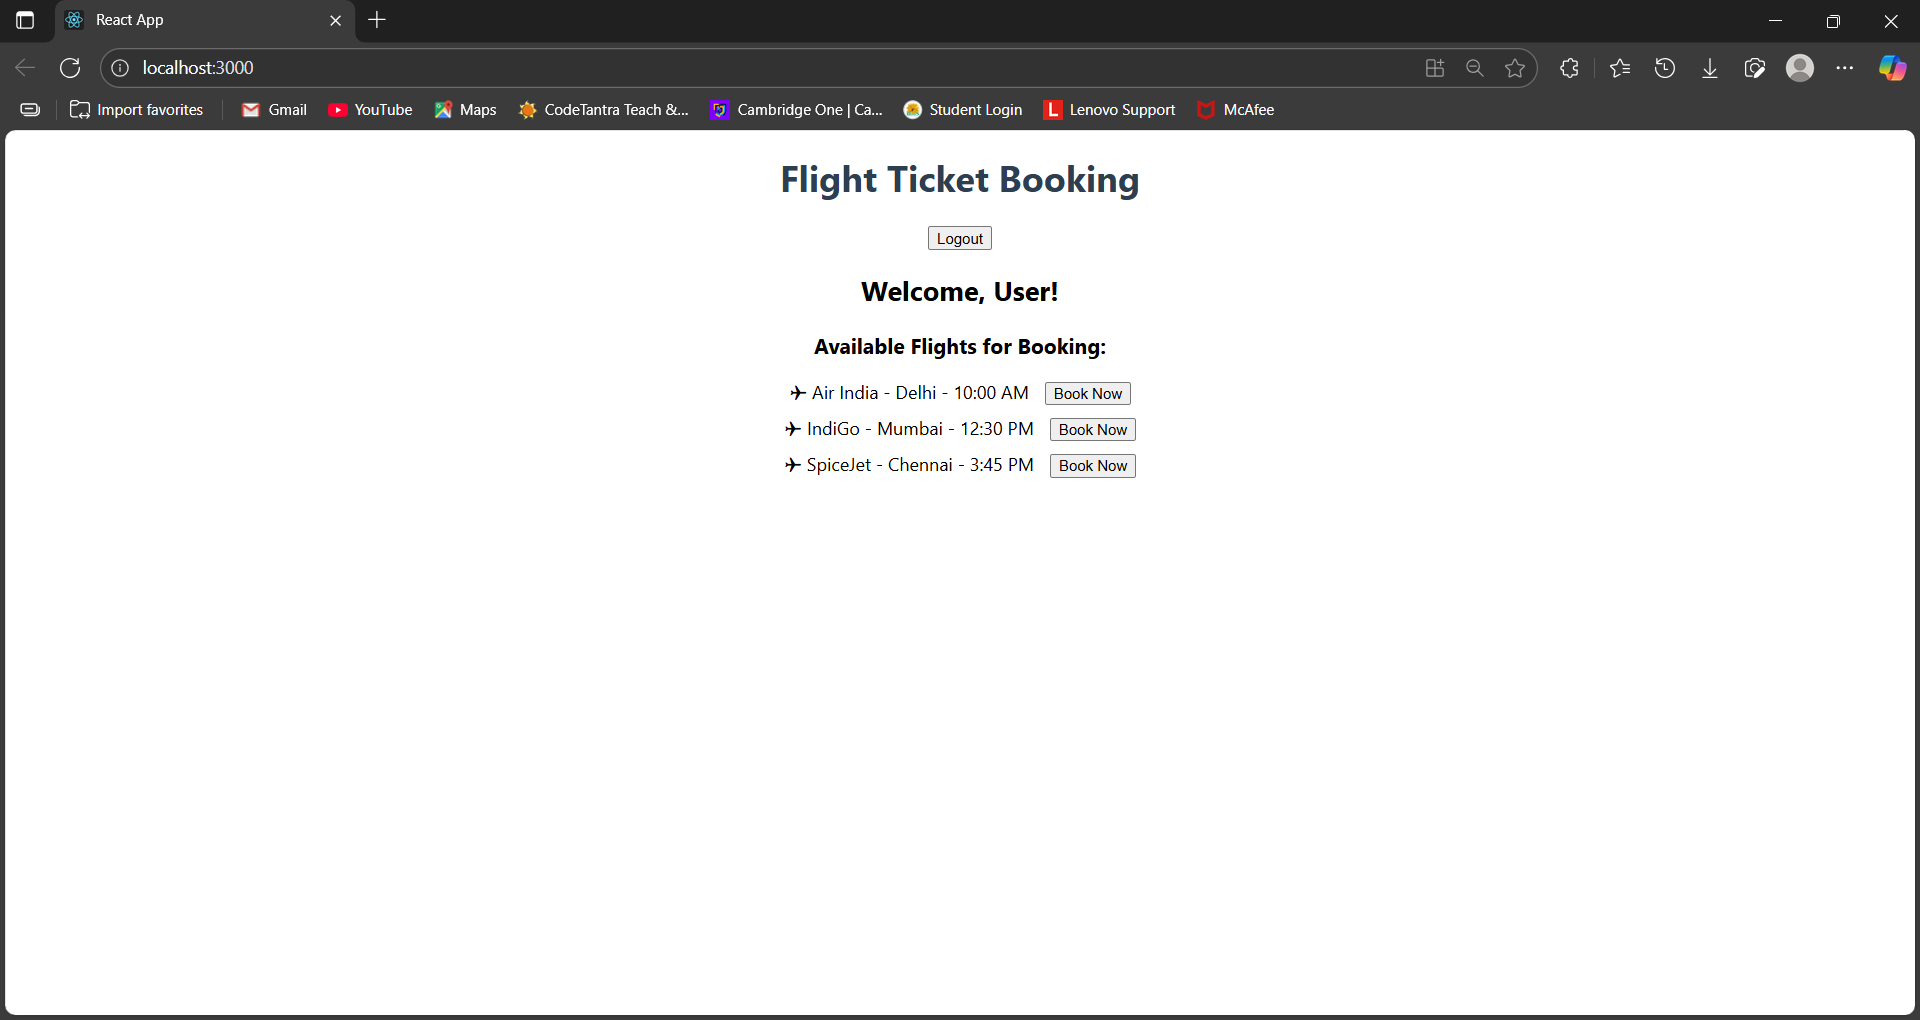 React App
localhost:3000
Import favorites Gmail YouTube Maps CodeTantra Teach &... Cambridge One | Ca... Student Login L Lenovo Support McAfee
Flight Ticket Booking
Logout
Welcome, User!
Available Flights for Booking:
✈ Air India - Delhi - 10:00 AM Book Now
✈ IndiGo - Mumbai - 12:30 PM Book Now
✈ SpiceJet - Chennai - 3:45 PM Book Now